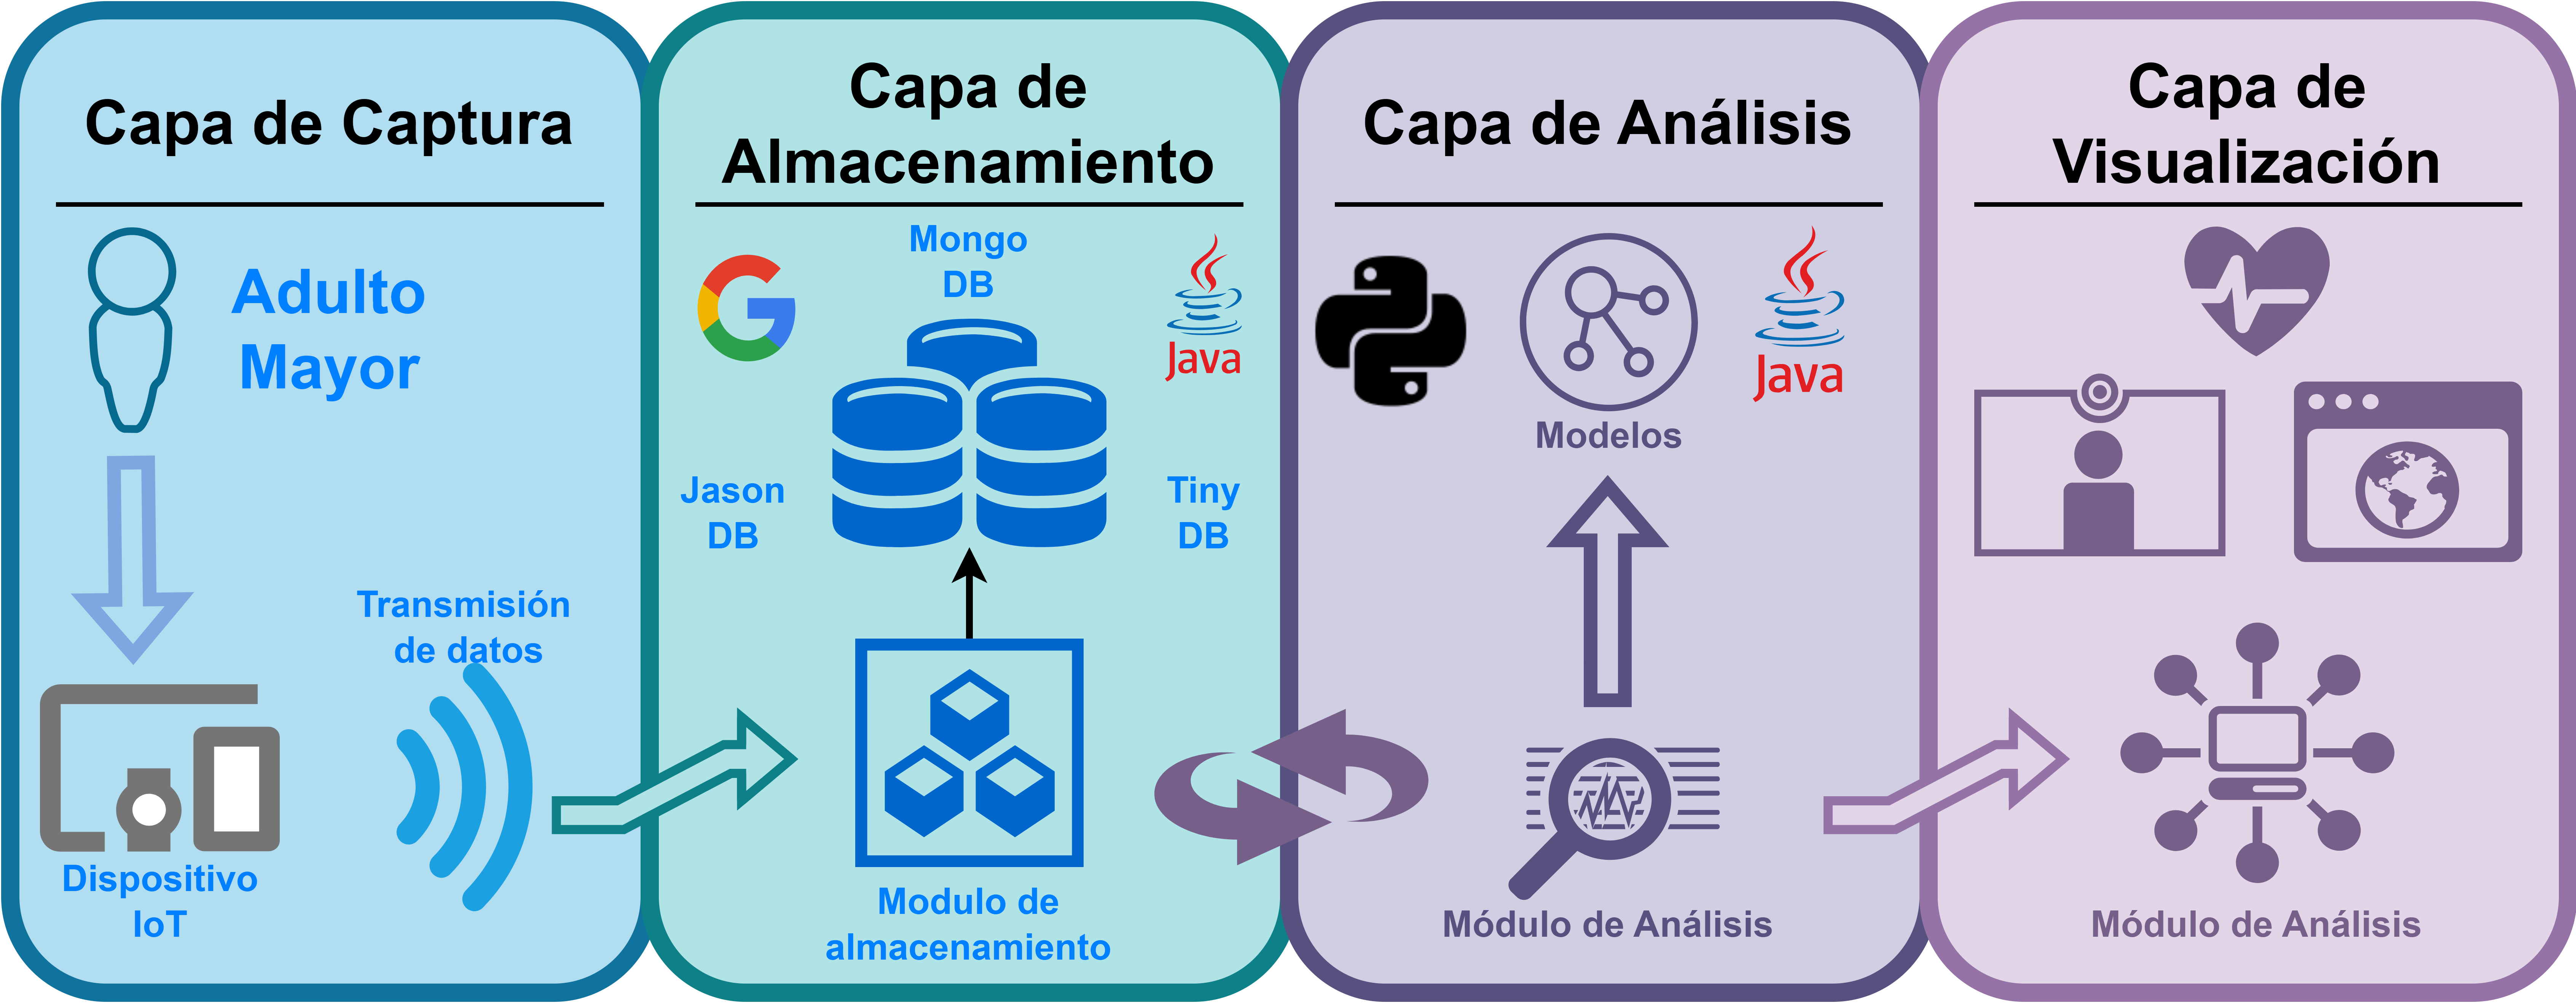 Capa de Captura
Adulto
Mayor
Transmisión
de datos
Dispositivo
IoT
Capa de
Almacenamiento
Mongo
DB
Java
Jason
DB
Tiny
DB
Modulo de
almacenamiento
Capa de Análisis
Java
Modelos
Módulo de Análisis
Capa de
Visualización
Módulo de Análisis